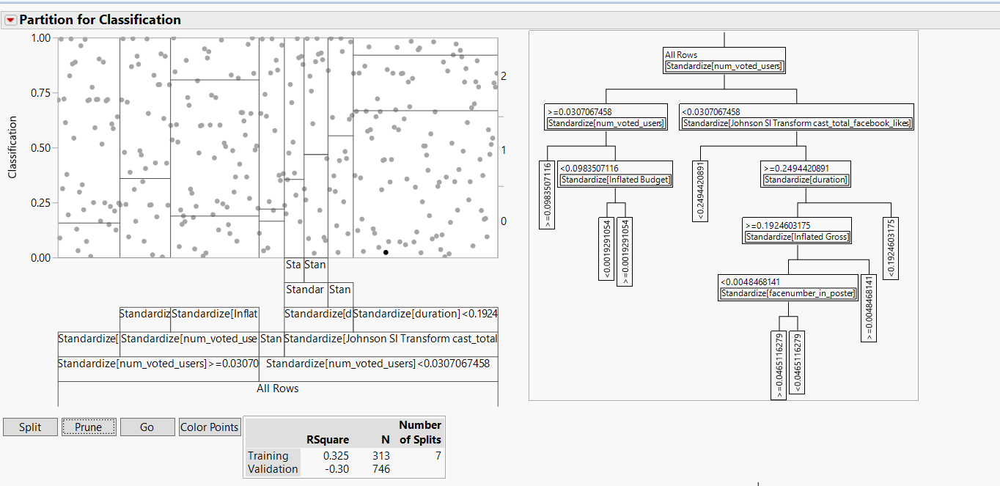 Partition for Classification
1.00
0.75
0.50
0.25
0.00
Classification
2
1
0
Sta
Stan
Standar
Stan
Standardiz
Standardize[Inflat
Standardize[d
Standardize[duration]<0.1924
Standardize[
Standardize[num_voted_use
Stan
Standardize[Johnson Sl Transform cast_total
Standardize[num_voted_users]>=0.03070
Standardize[num_voted_users]<0.0307067458
All Rows
All Rows
Standardize[num_voted_users]
>=0.0307067458
Standardize[num_voted_users]
<0.0307067458
Standardize[Johnson Sl Transform cast_total_facebook_likes]
>=0.0983507116
<0.0983507116
Standardize[Inflated Budget]
<0.2494420891
>=0.2494420891
Standardize[duration]
<0.0019291054
>=0.0019291054
>=0.1924603175
Standardize[Inflated Gross]
<0.1924603175
<0.0048468141
Standardize[facenumber_in_poster]
>=0.0048468141
>=0.0465116279
<0.0465116279
Split
Prune
Go
Color Points
RSquare N Number of Splits
Training 0.325 313 7
Validation -0.30 746